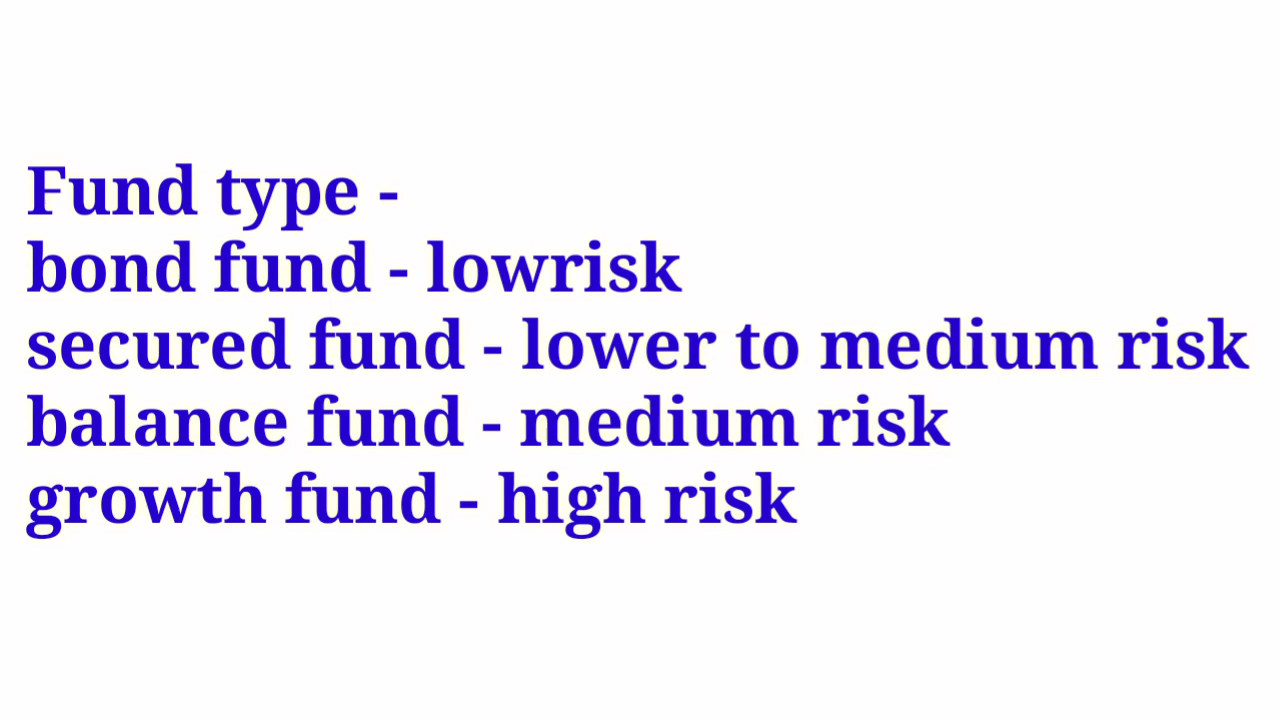 Fund type -
bond fund - lowrisk
secured fund - lower to medium risk
balance fund - medium risk
growth fund - high risk